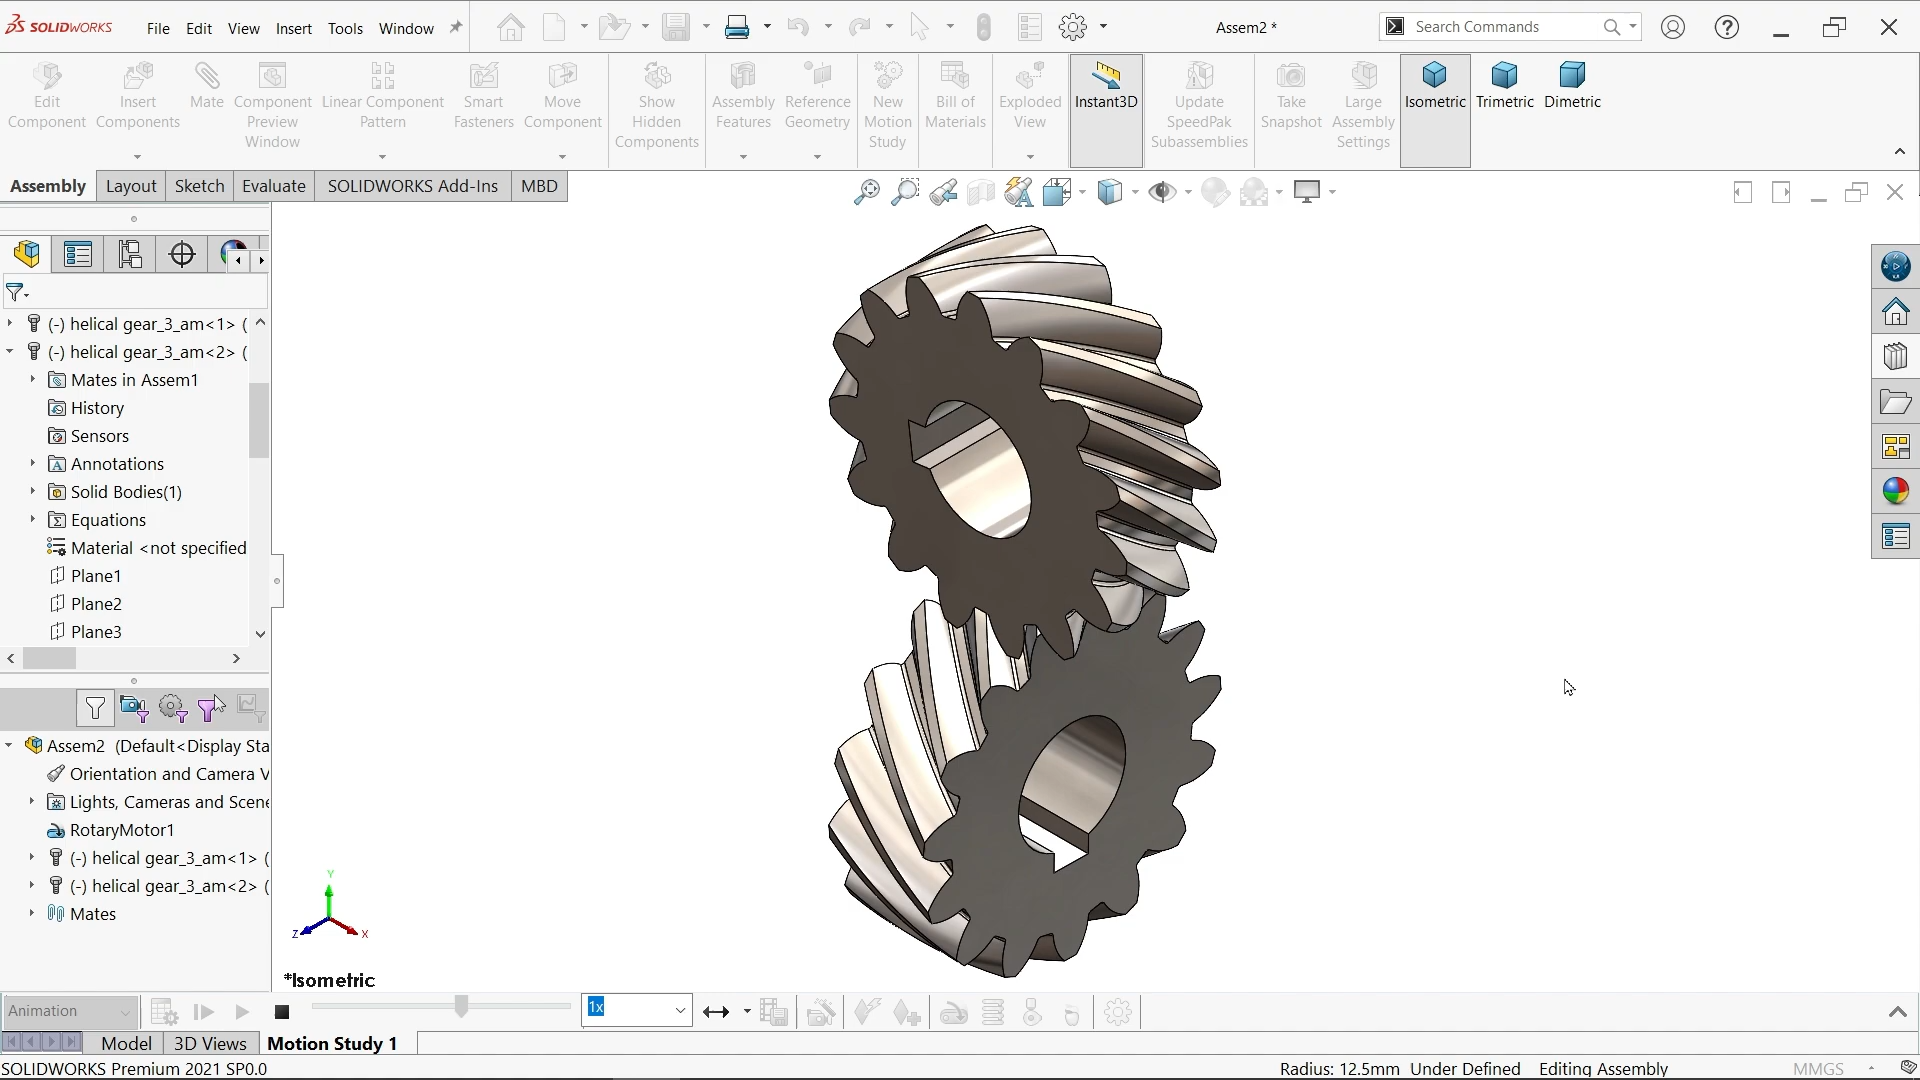 SOLIDWORKS File Edit View Insert Tools Window Assem2 * Search Commands
Edit Component
Insert Components
Mate
Component Preview Window
Linear Component Pattern
Smart Fasteners
Move Component
Show Hidden Components
Assembly Features
Reference Geometry
New Motion Study
Bill of Materials
Exploded View
Instant3D
Update SpeedPak Subassemblies
Take Snapshot
Large Assembly Settings
Isometric
Trimetric
Dimetric
Assembly Layout Sketch Evaluate SOLIDWORKS Add-Ins MBD
(-) helical gear_3_am<1> (
(-) helical gear_3_am<2> (
Mates in Assem1
History
Sensors
Annotations
Solid Bodies(1)
Equations
Material <not specified
Plane1
Plane2
Plane3
Assem2 (Default<Display Sta
Orientation and Camera V
Lights, Cameras and Scene
RotaryMotor1
(-) helical gear_3_am<1> (
(-) helical gear_3_am<2> (
Mates
Y
Z X
*Isometric
Animation 1x
Model 3D Views Motion Study 1
SOLIDWORKS Premium 2021 SP0.0 Radius: 12.5mm Under Defined Editing Assembly MMGS